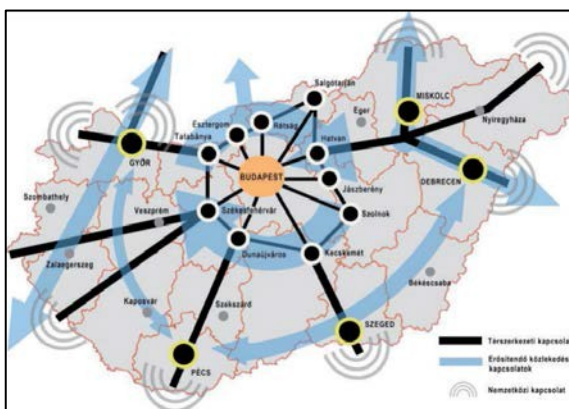 Salgótarján
MISKOLC
Eger
Nyíregyháza
Esztergom
Rétság
Tatabánya
Hatvan
GYŐR
BUDAPEST
DEBRECEN
Jászberény
Szombathely
Veszprém
Székesfehérvár
Szolnok
Zalaegerszeg
Dunaújváros
Kecskemét
Békéscsaba
Kaposvár
Szekszárd
SZEGED
PÉCS
Térszerkezeti kapcsolat
Erősítendő közlekedési
kapcsolatok
Nemzetközi kapcsolat